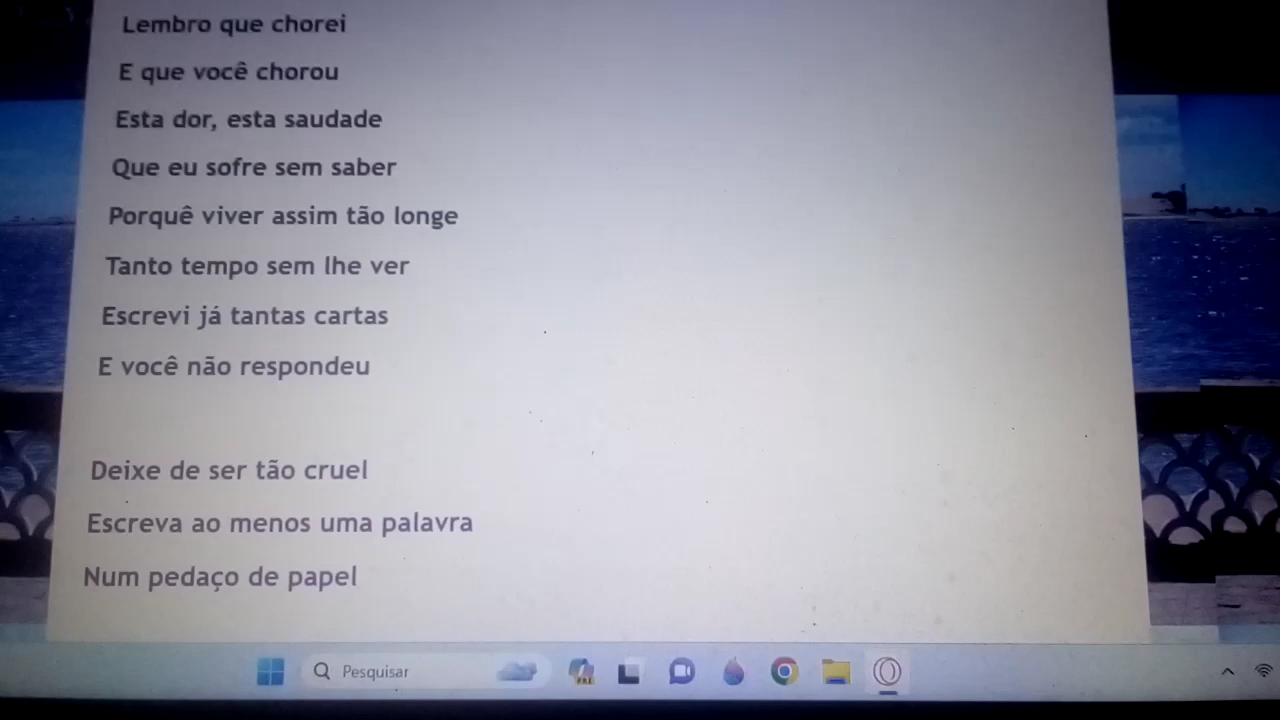 Lembro que chorei
E que você chorou
Esta dor, esta saudade
Que eu sofre sem saber
Porquê viver assim tão longe
Tanto tempo sem lhe ver
Escrevi já tantas cartas
E você não respondeu
Deixe de ser tão cruel
Escreva ao menos uma palavra
Num pedaço de papel
Pesquisar
PRE